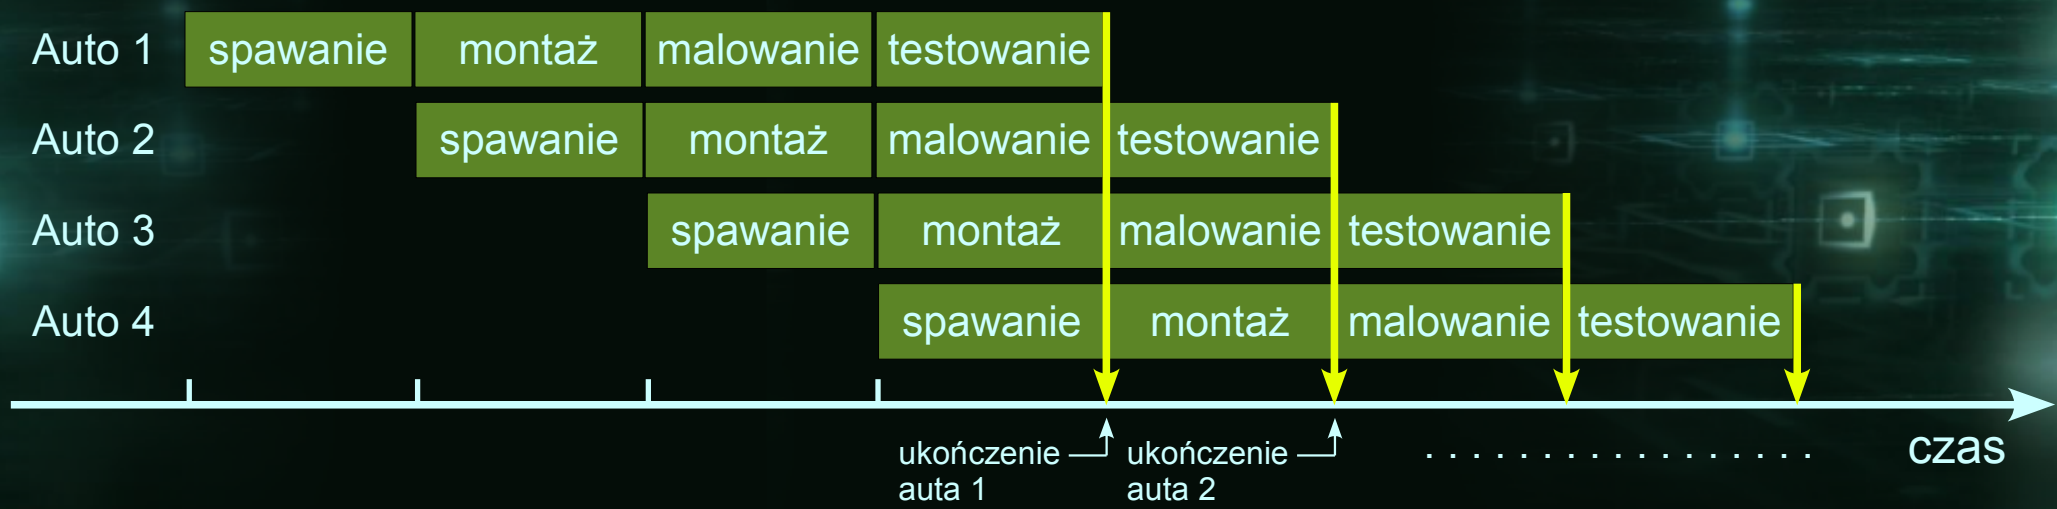 Auto 1 spawanie montaż malowanie testowanie
Auto 2 spawanie montaż malowanie testowanie
Auto 3 spawanie montaż malowanie testowanie
Auto 4 spawanie montaż malowanie testowanie
ukończenie auta 1
ukończenie auta 2
. . . . . . . . . . . . . . . . .
czas